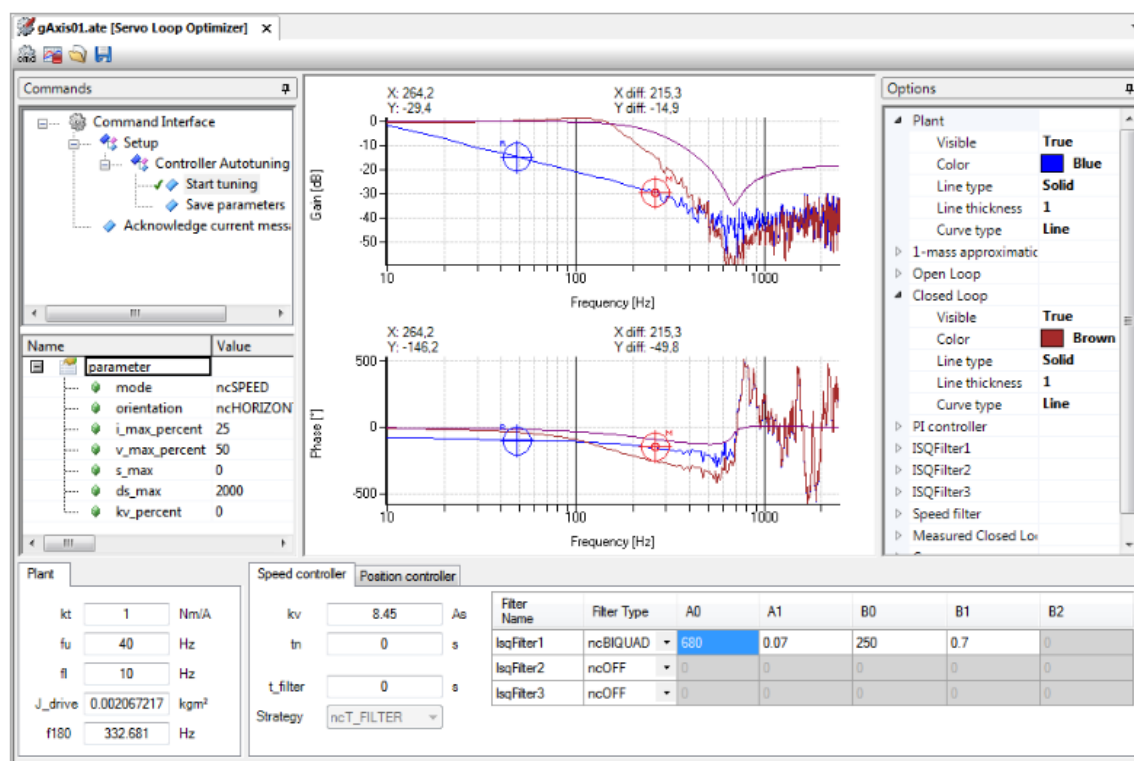 gAxis01.ate [Servo Loop Optimizer] x
cmd
Commands
Command Interface
Setup
Controller Autotuning
Start tuning
Save parameters
Acknowledge current mess
Name Value
parameter
mode ncSPEED
orientation ncHORIZON
i_max_percent 25
v_max_percent 50
s_max 0
ds_max 2000
kv_percent 0
X: 264,2 X diff: 215,3
Y: -29,4 Y diff: -14,9
Gain [dB]
0
-10
-20
-30
-40
-50
R
M
10 100 1000
Frequency [Hz]
X: 264,2 X diff: 215,3
Y: -146,2 Y diff: -49,8
Phase [°]
500
0
-500
M
10 100 1000
Frequency [Hz]
Options
Plant
Visible True
Color Blue
Line type Solid
Line thickness 1
Curve type Line
1-mass approximatic
Open Loop
Closed Loop
Visible True
Color Brown
Line type Solid
Line thickness 1
Curve type Line
PI controller
ISQFilter1
ISQFilter2
ISQFilter3
Speed filter
Measured Closed Lo
Plant
kt 1 Nm/A
fu 40 Hz
fl 10 Hz
J_drive 0.002067217 kgm²
f180 332.681 Hz
Speed controller Position controller
kv 8.45 As
tn 0 s
t_filter 0 s
Strategy ncT_FILTER
Filter Name Filter Type A0 A1 B0 B1 B2
IsqFilter1 ncBIQUAD 680 0.07 250 0.7 0
IsqFilter2 ncOFF 0 0 0 0 0
IsqFilter3 ncOFF 0 0 0 0 0